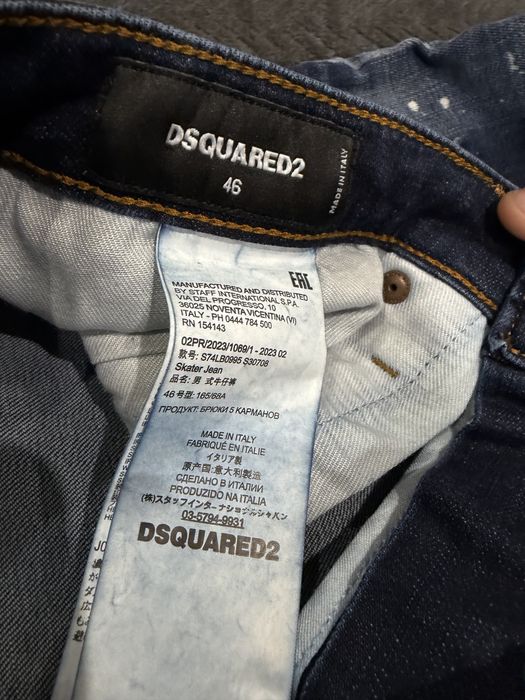 DSQUARED2
46
MADE IN ITALY
EAC
MANUFACTURED AND DISTRIBUTED
BY STAFF INTERNATIONAL S.P.A.
VIA DEL PROGRESSO, 10
36025 NOVENTA VICENTINA (VI)
ITALY - PH 0444 784 500
RN 154143
02PR/2023/1069/1 - 2023 02
款号: S74LB0995 S30708
Skater Jean
品名: 男 式牛仔裤
46 号型: 165/68A
ПРОДУКТ: БРЮКИ 5 КАРМАНОВ
MADE IN ITALY
FABRIQUÉ EN ITALIE
イタリア製
原产国:意大利製造
СДЕЛАНО В ИТАЛИИ
PRODUZIDO NA ITALIA
(株)スタッフインターナショナルジャパン
03-5794-9931
DSQUARED2